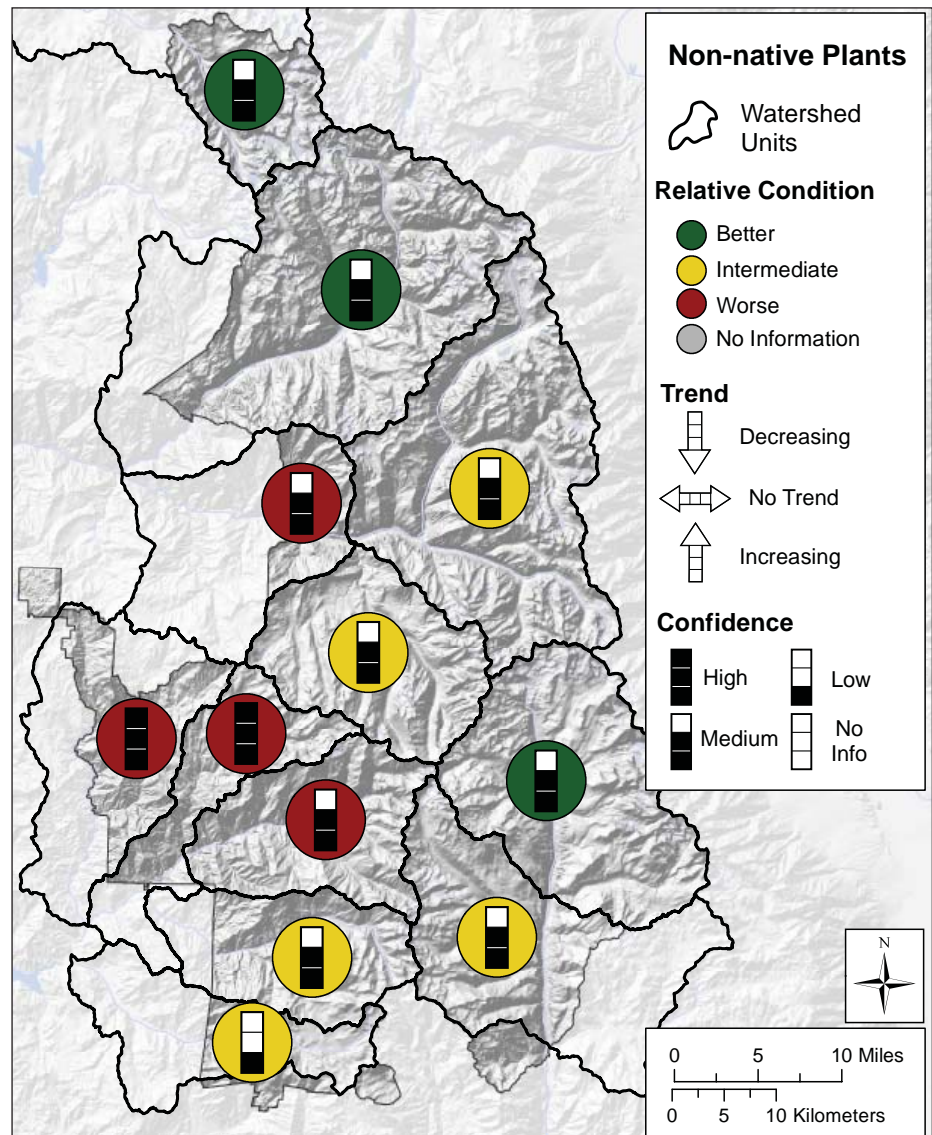 Non-native Plants
Watershed
Units
Relative Condition
Better
Intermediate
Worse
No Information
Trend
Decreasing
No Trend
Increasing
Confidence
High
Low
Medium
No
Info
N
0 5 10 Miles
0 5 10 Kilometers